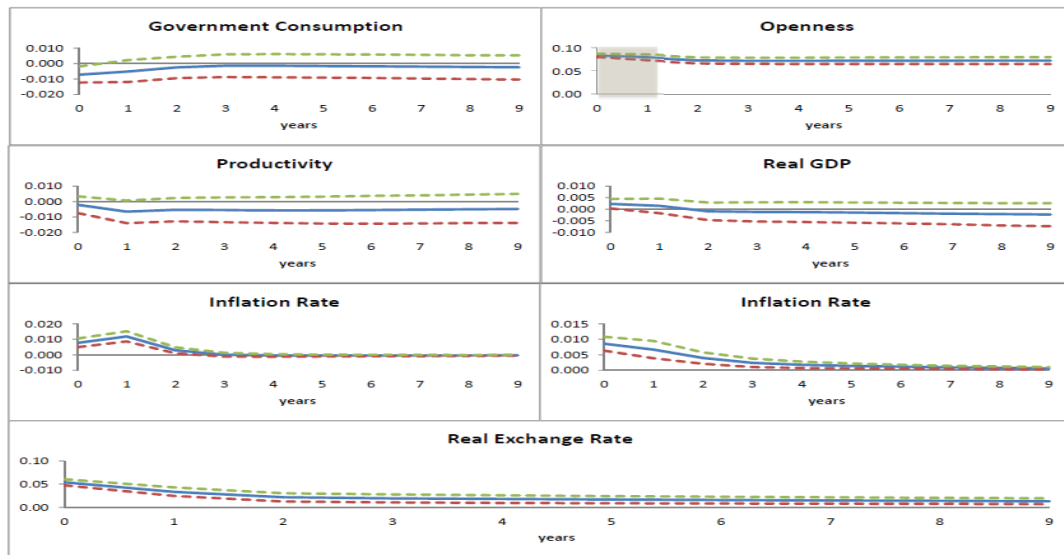 Government Consumption
0.010
0.000
-0.010
-0.020
0 1 2 3 4 5 6 7 8 9
years
Openness
0.10
0.05
0.00
0 1 2 3 4 5 6 7 8 9
years
Productivity
0.010
0.000
-0.010
-0.020
0 1 2 3 4 5 6 7 8 9
years
Real GDP
0.010
0.005
0.000
-0.005
-0.010
0 1 2 3 4 5 6 7 8 9
years
Inflation Rate
0.020
0.010
0.000
-0.010
0 1 2 3 4 5 6 7 8 9
years
Inflation Rate
0.015
0.010
0.005
0.000
0 1 2 3 4 5 6 7 8 9
years
Real Exchange Rate
0.10
0.05
0.00
0 1 2 3 4 5 6 7 8 9
years